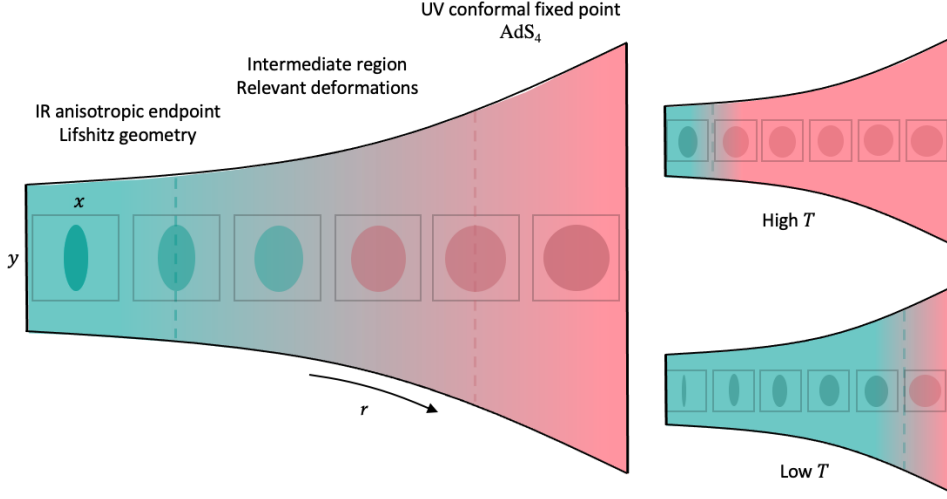 UV conformal fixed point
AdS₄
Intermediate region
Relevant deformations
IR anisotropic endpoint
Lifshitz geometry
x
y
r
High T
Low T